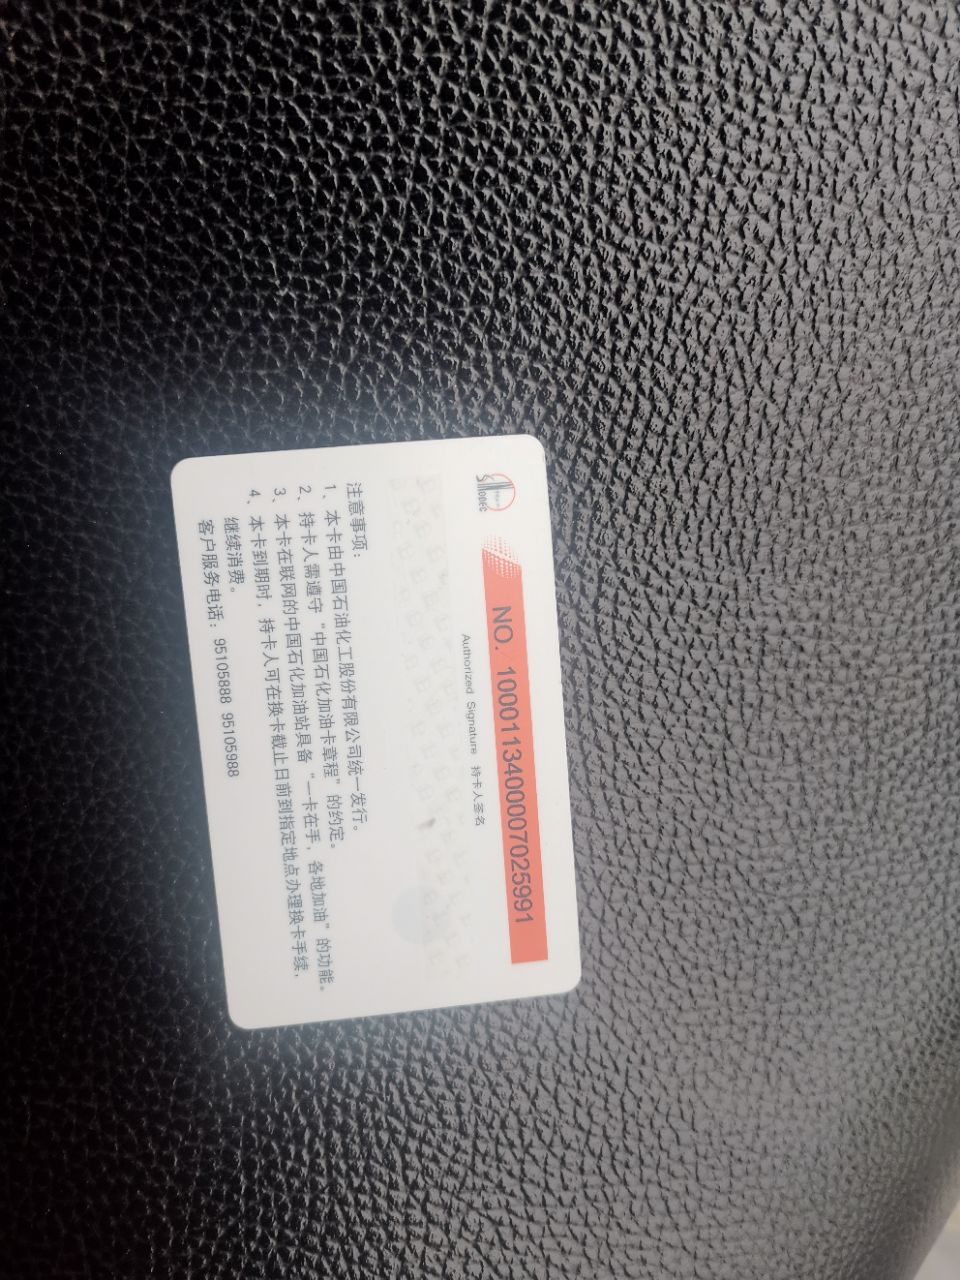 SINOPEC
NO. 1000113400007025991
Authorized Signature 持卡人签名
注意事项：
1、本卡由中国石油化工股份有限公司统一发行。
2、持卡人需遵守“中国石化加油卡章程”的约定。
3、本卡在联网的中国石化加油站具备“一卡在手，各地加油”的功能。
4、本卡到期时，持卡人可在换卡截止日前到指定地点办理换卡手续，
继续消费。
客户服务电话：95105888 95105988